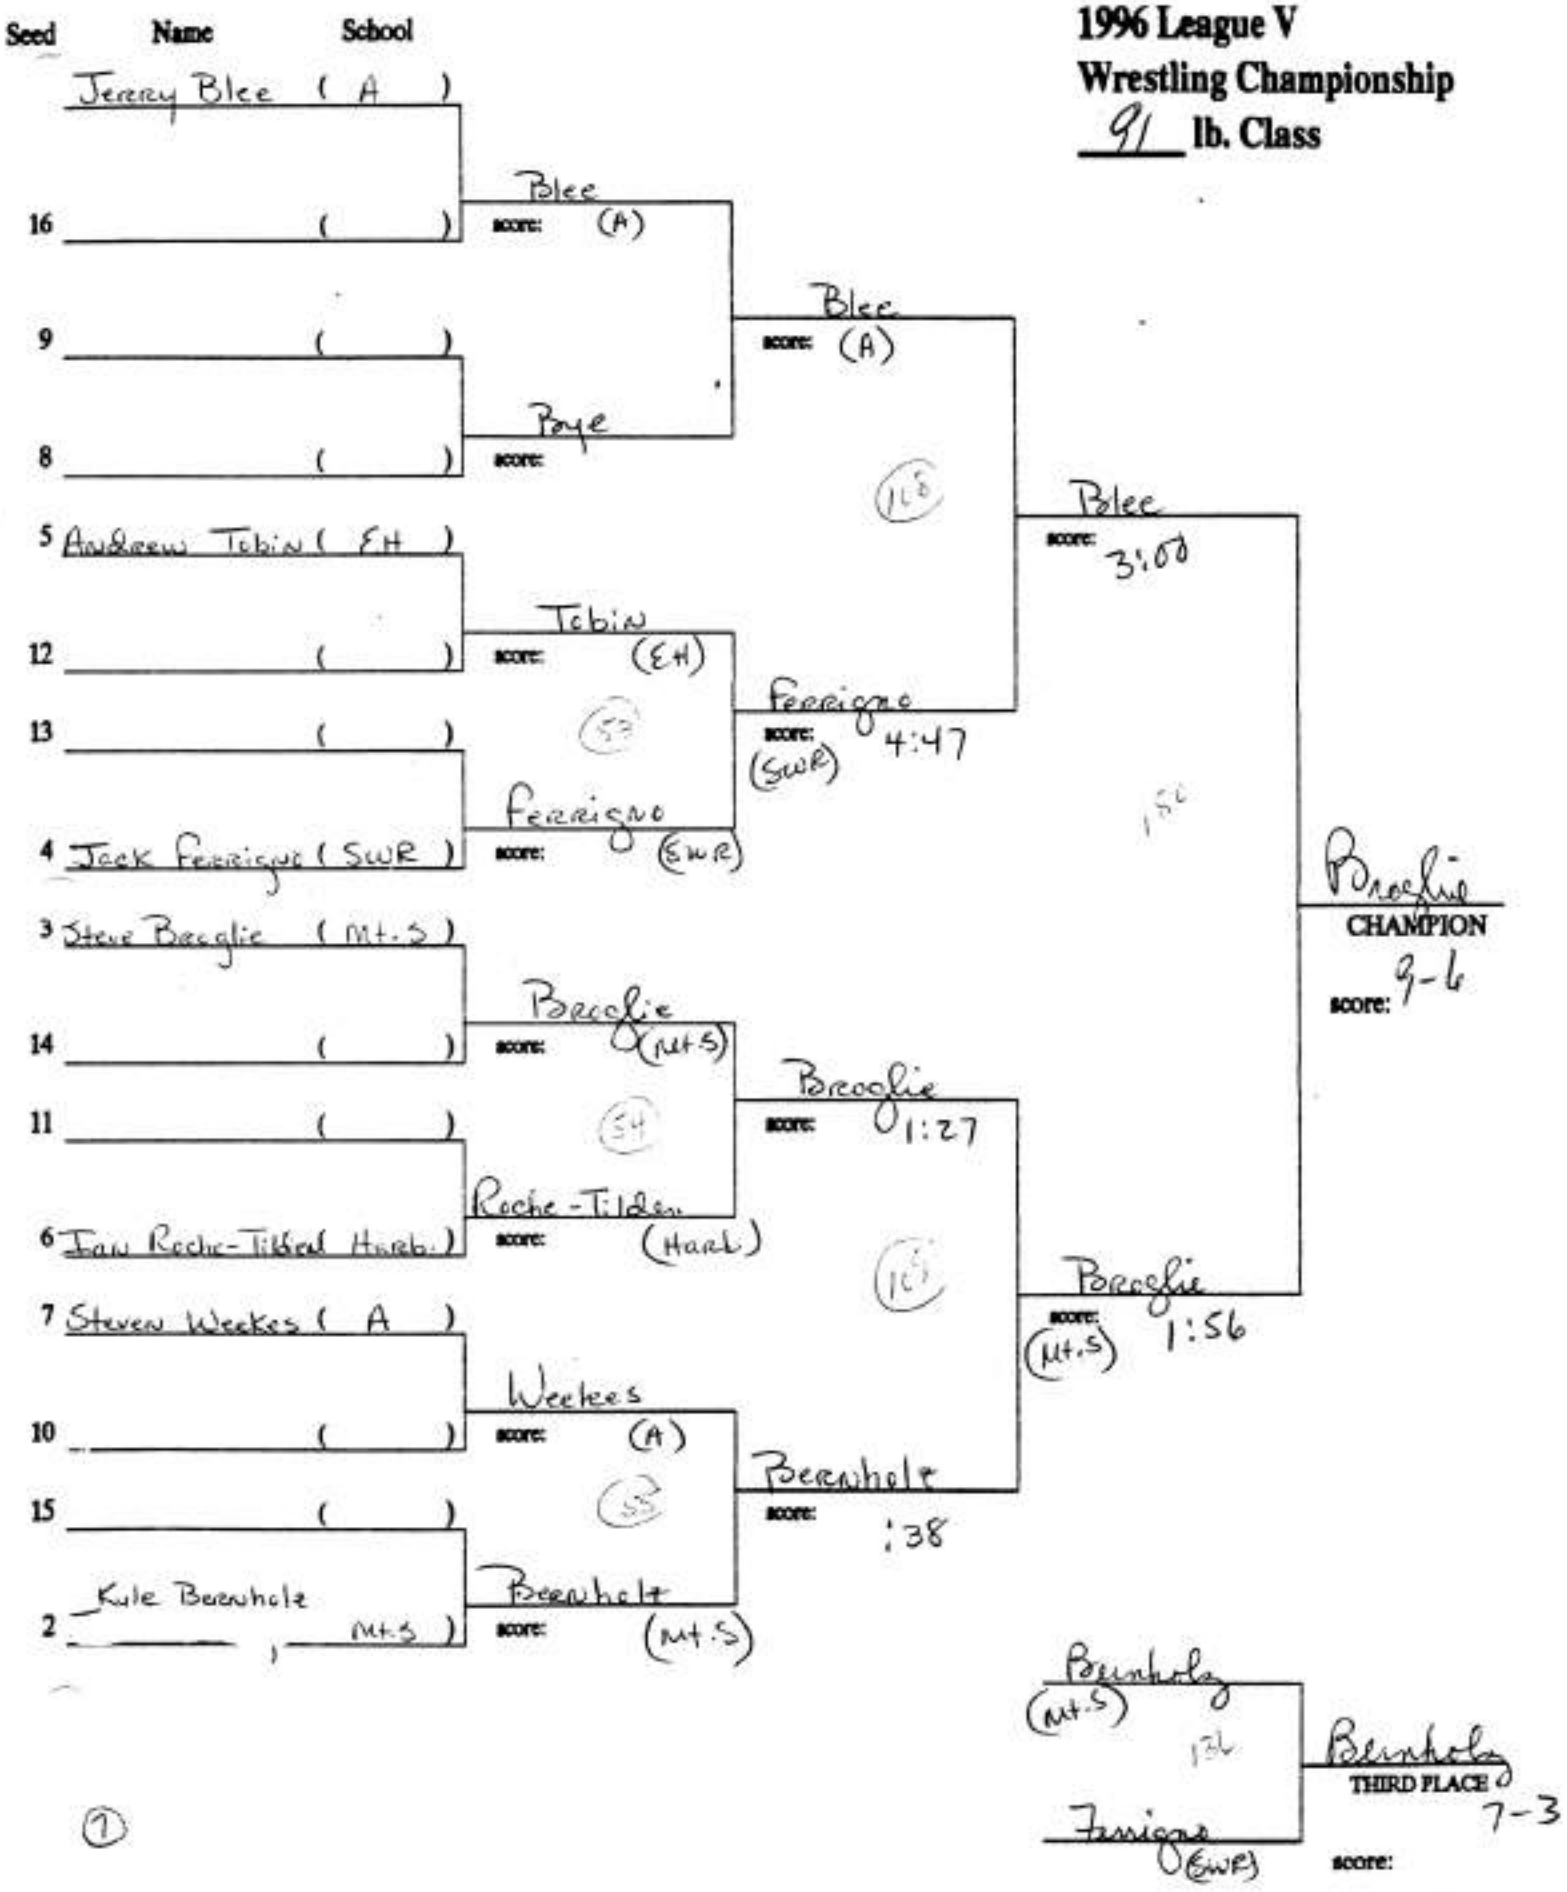 Seed Name School
1996 League V
Wrestling Championship
91 lb. Class
Jerry Blee ( A )
Blee
16 ( ) score: (A)
Blee
9 ( ) score: (A)
Bye
8 ( ) score:
Blee
5 Andrew Tobin ( EH ) score: 3:00
Tobin
12 ( ) score: (EH)
Ferrigno
13 ( ) score: 4:47
(SWR)
53
Ferrigno
4 Jack Ferrigno ( SWR ) score: (SWR)
Broglie
CHAMPION
score: 9-6
3 Steve Broglie ( Mt.S )
Broglie
14 ( ) score: (Mt.S)
Broglie
11 ( ) score: 1:27
54
Roche-Tilden
6 Ian Roche-Tilden ( Harb. ) score: (Harb)
Broglie
7 Steven Weekes ( A ) score: 1:56
(Mt.S)
Weekes
10 ( ) score: (A)
Bernholz
15 ( ) score: :38
55
Kyle Bernholz
Bernholz
2 Mt.S ) score: (Mt.S)
Bernholz
(Mt.S)
136
Bernholz
THIRD PLACE
7-3
Ferrigno
(SWR) score: